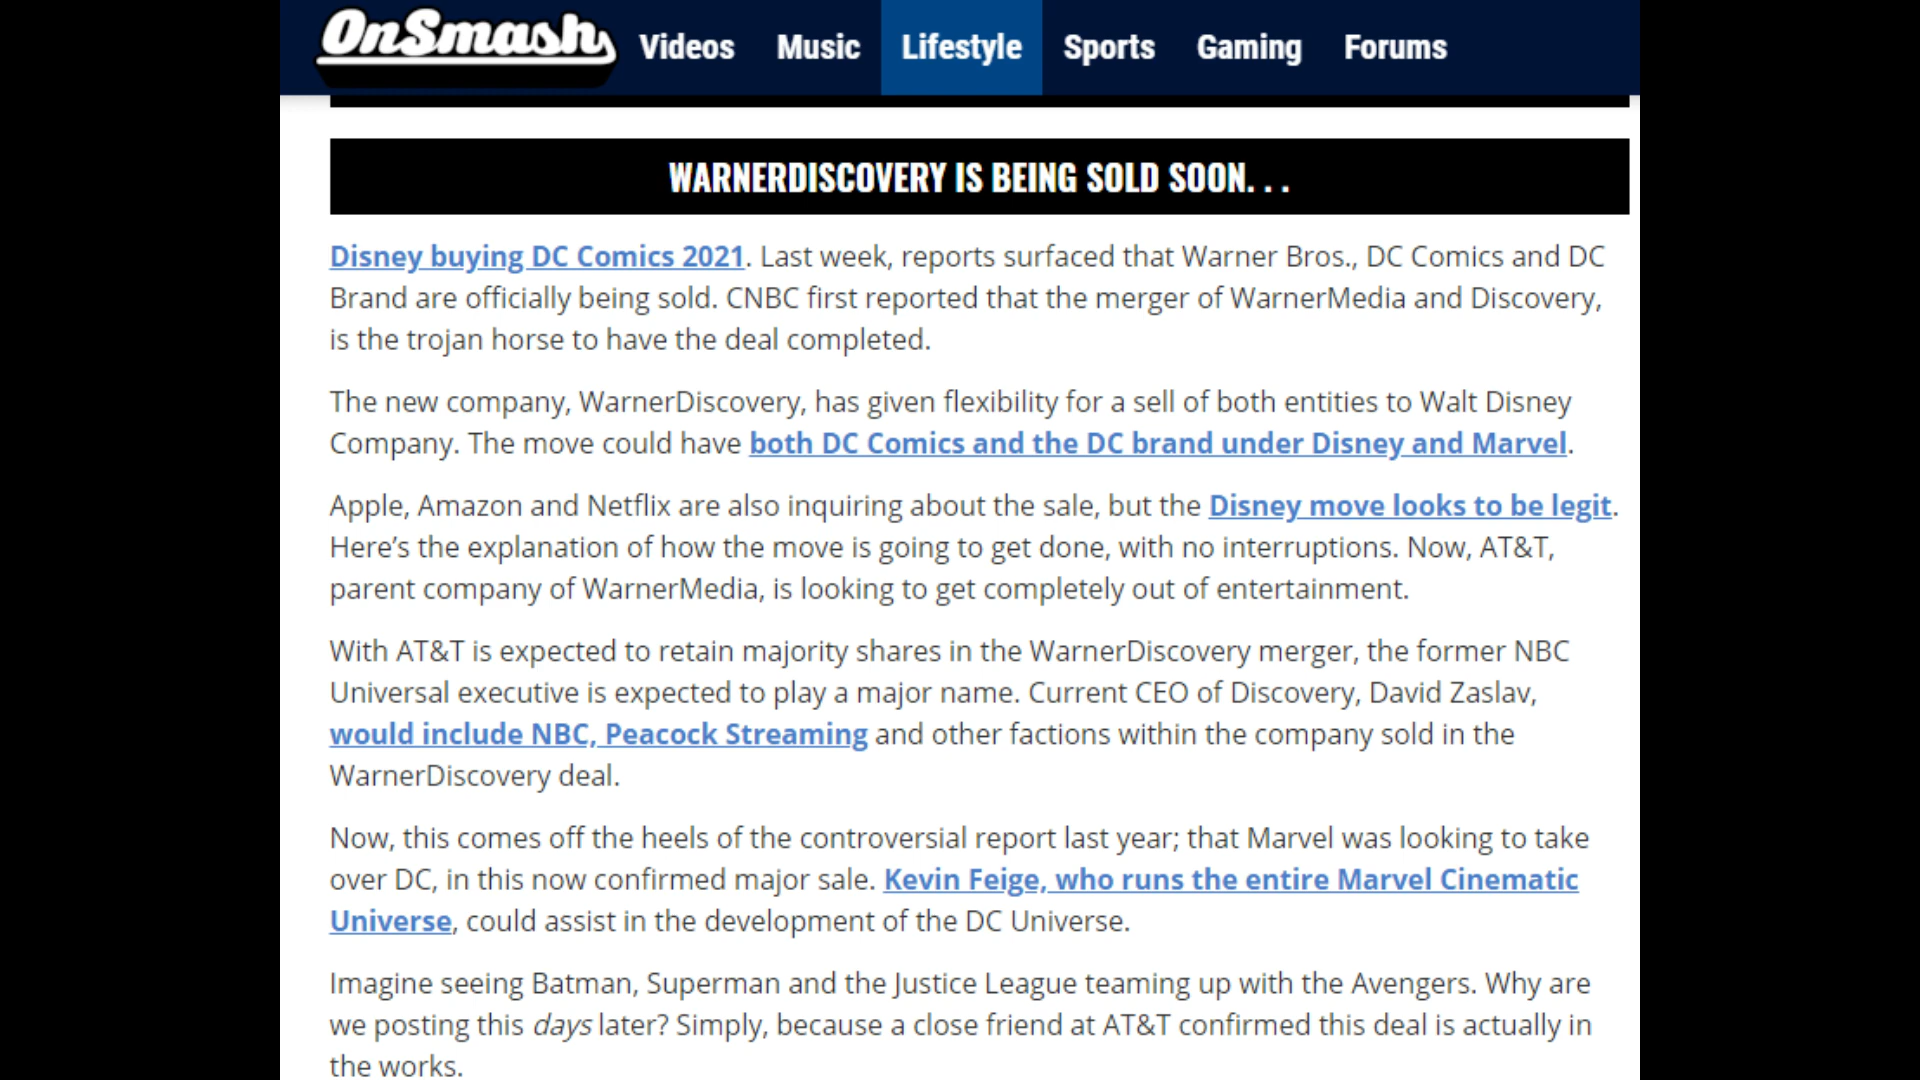 OnSmash Videos Music Lifestyle Sports Gaming Forums
WARNERDISCOVERY IS BEING SOLD SOON. . .
Disney buying DC Comics 2021. Last week, reports surfaced that Warner Bros., DC Comics and DC
Brand are officially being sold. CNBC first reported that the merger of WarnerMedia and Discovery,
is the trojan horse to have the deal completed.
The new company, WarnerDiscovery, has given flexibility for a sell of both entities to Walt Disney
Company. The move could have both DC Comics and the DC brand under Disney and Marvel.
Apple, Amazon and Netflix are also inquiring about the sale, but the Disney move looks to be legit.
Here’s the explanation of how the move is going to get done, with no interruptions. Now, AT&T,
parent company of WarnerMedia, is looking to get completely out of entertainment.
With AT&T is expected to retain majority shares in the WarnerDiscovery merger, the former NBC
Universal executive is expected to play a major name. Current CEO of Discovery, David Zaslav,
would include NBC, Peacock Streaming and other factions within the company sold in the
WarnerDiscovery deal.
Now, this comes off the heels of the controversial report last year; that Marvel was looking to take
over DC, in this now confirmed major sale. Kevin Feige, who runs the entire Marvel Cinematic
Universe, could assist in the development of the DC Universe.
Imagine seeing Batman, Superman and the Justice League teaming up with the Avengers. Why are
we posting this days later? Simply, because a close friend at AT&T confirmed this deal is actually in
the works.